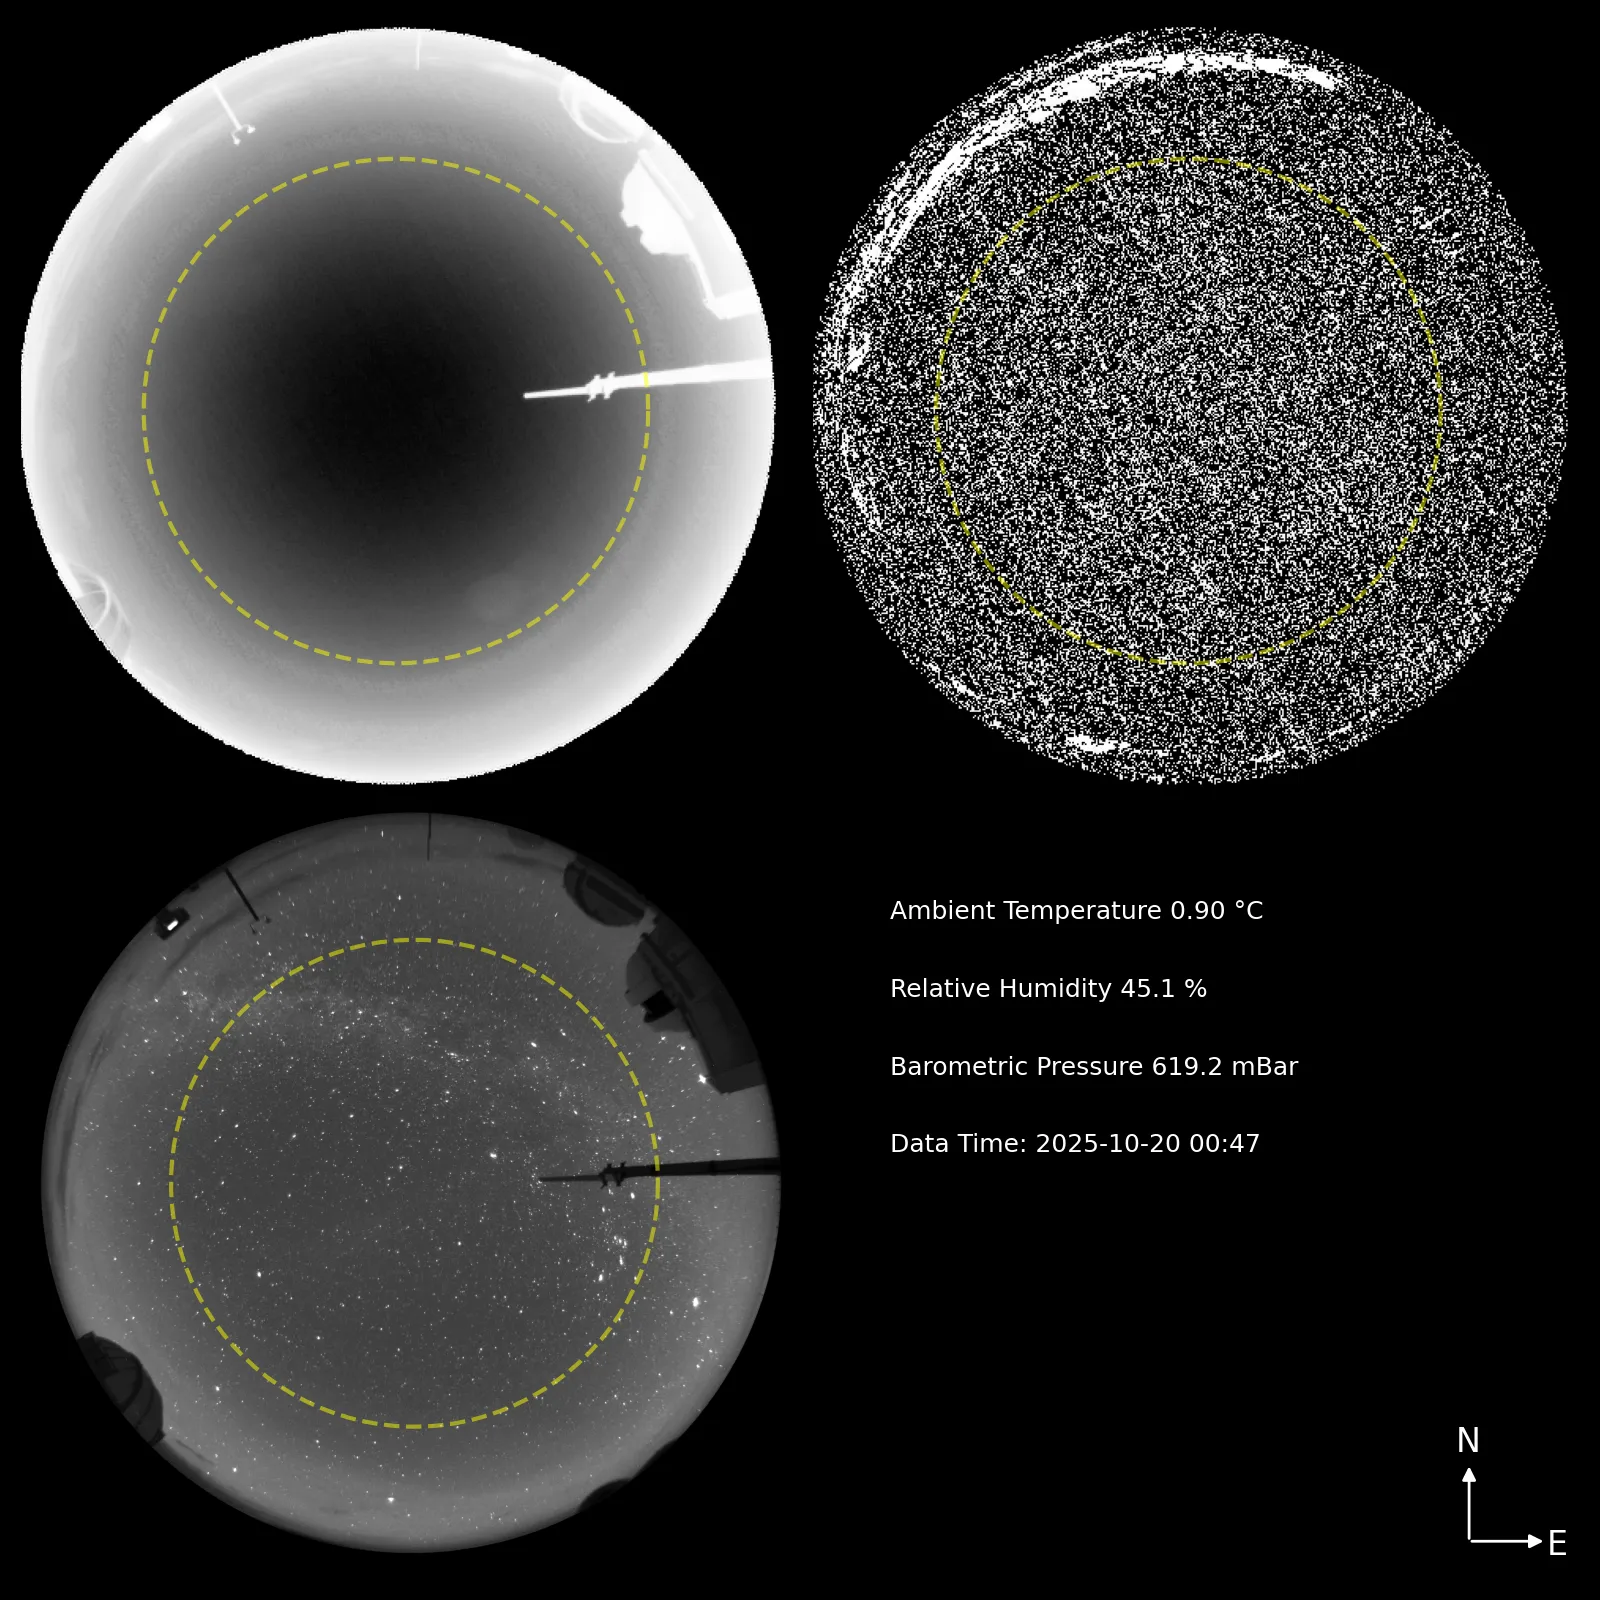 Ambient Temperature 0.90 °C
Relative Humidity 45.1 %
Barometric Pressure 619.2 mBar
Data Time: 2025-10-20 00:47
N
E